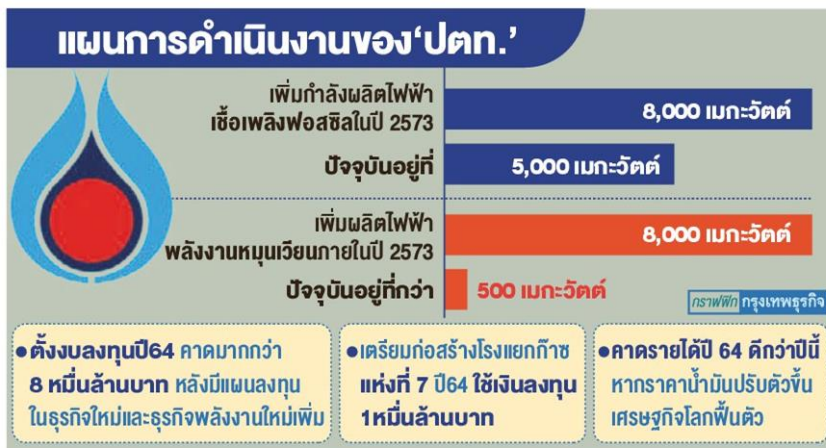 แผนการดำเนินงานของ‘ปตท.’
เพิ่มกำลังผลิตไฟฟ้า
เชื้อเพลิงฟอสซิลในปี 2573
8,000 เมกะวัตต์
ปัจจุบันอยู่ที่
5,000 เมกะวัตต์
เพิ่มผลิตไฟฟ้า
พลังงานหมุนเวียนภายในปี 2573
8,000 เมกะวัตต์
ปัจจุบันอยู่ที่กว่า
500 เมกะวัตต์
กราฟฟิก กรุงเทพธุรกิจ
●ตั้งงบลงทุนปี64 คาดมากกว่า
8 หมื่นล้านบาท หลังมีแผนลงทุน
ในธุรกิจใหม่และธุรกิจพลังงานใหม่เพิ่ม
●เตรียมก่อสร้างโรงแยกก๊าซ
แห่งที่ 7 ปี64 ใช้เงินลงทุน
1หมื่นล้านบาท
●คาดรายได้ปี 64 ดีกว่าปีนี้
หากราคาน้ำมันปรับตัวขึ้น
เศรษฐกิจโลกฟื้นตัว